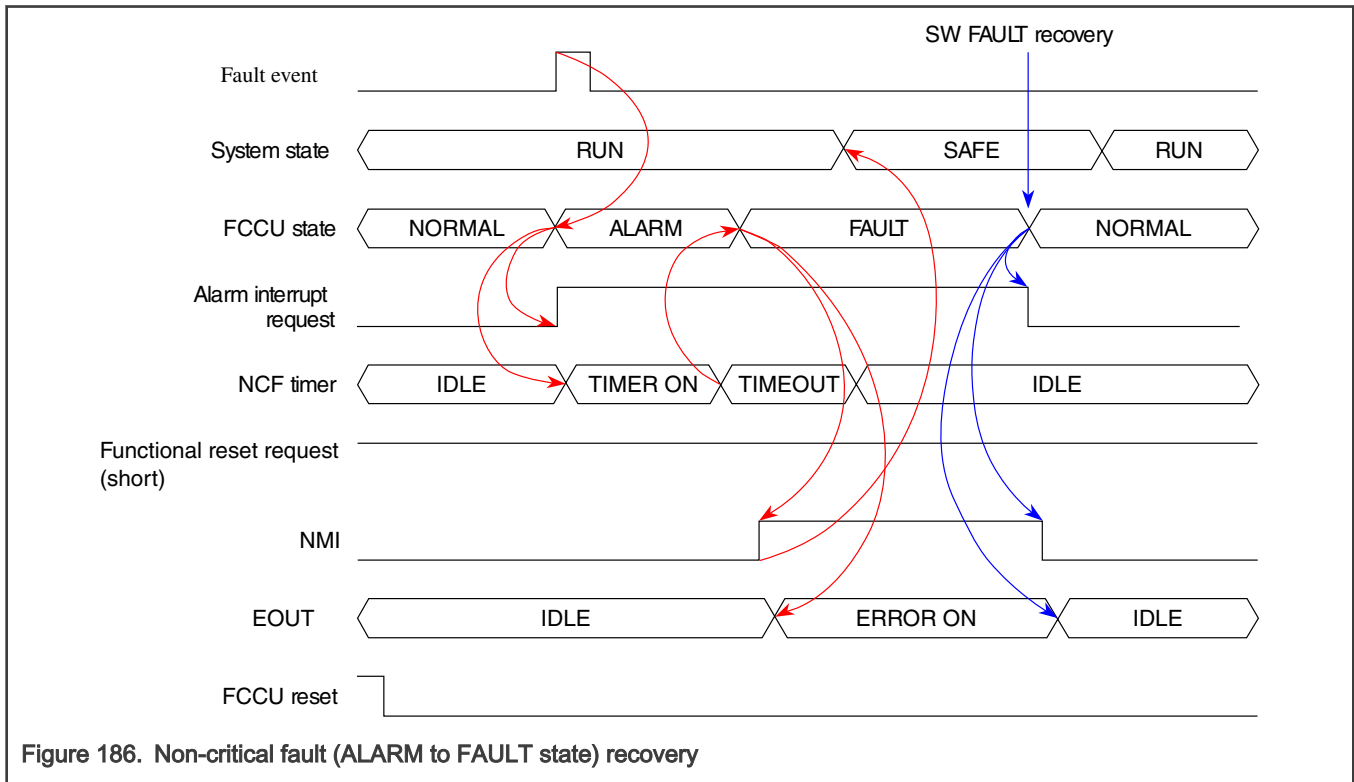 SW FAULT recovery
Fault event
System state
RUN
SAFE
RUN
FCCU state
NORMAL
ALARM
FAULT
NORMAL
Alarm interrupt
request
NCF timer
IDLE
TIMER ON
TIMEOUT
IDLE
Functional reset request
(short)
NMI
EOUT
IDLE
ERROR ON
IDLE
FCCU reset
Figure 186. Non-critical fault (ALARM to FAULT state) recovery